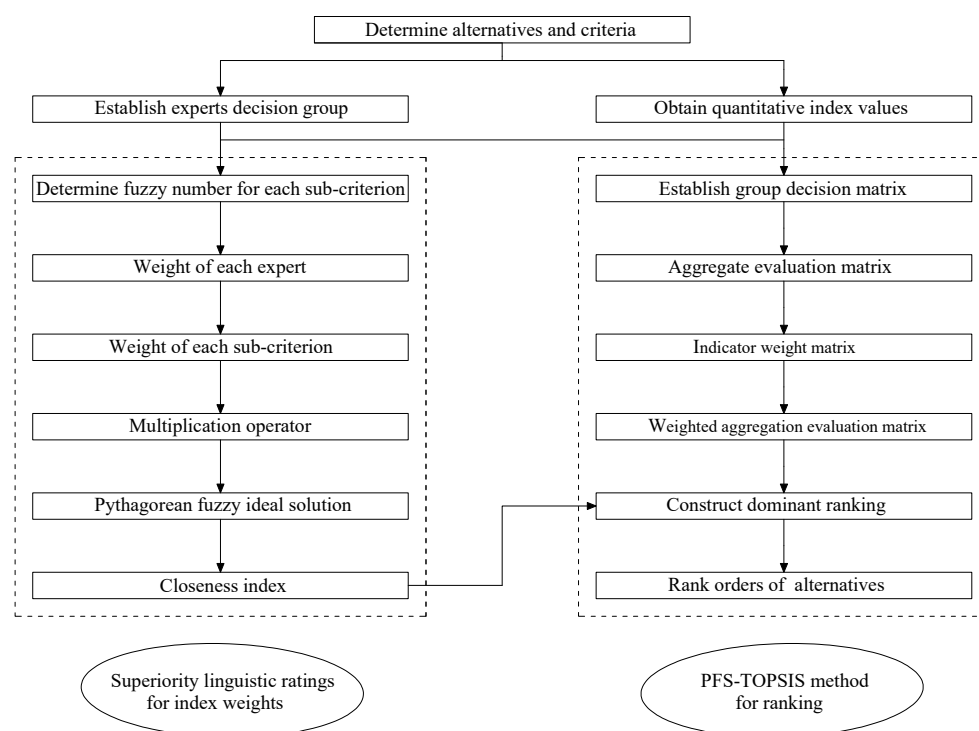 Determine alternatives and criteria
Establish experts decision group
Obtain quantitative index values
Determine fuzzy number for each sub-criterion
Establish group decision matrix
Weight of each expert
Aggregate evaluation matrix
Weight of each sub-criterion
Indicator weight matrix
Multiplication operator
Weighted aggregation evaluation matrix
Pythagorean fuzzy ideal solution
Construct dominant ranking
Closeness index
Rank orders of alternatives
Superiority linguistic ratings
for index weights
PFS-TOPSIS method
for ranking